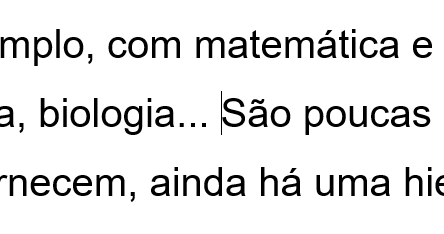 mplo, com matemática e
a, biologia... São poucas
rnecem, ainda há uma hie